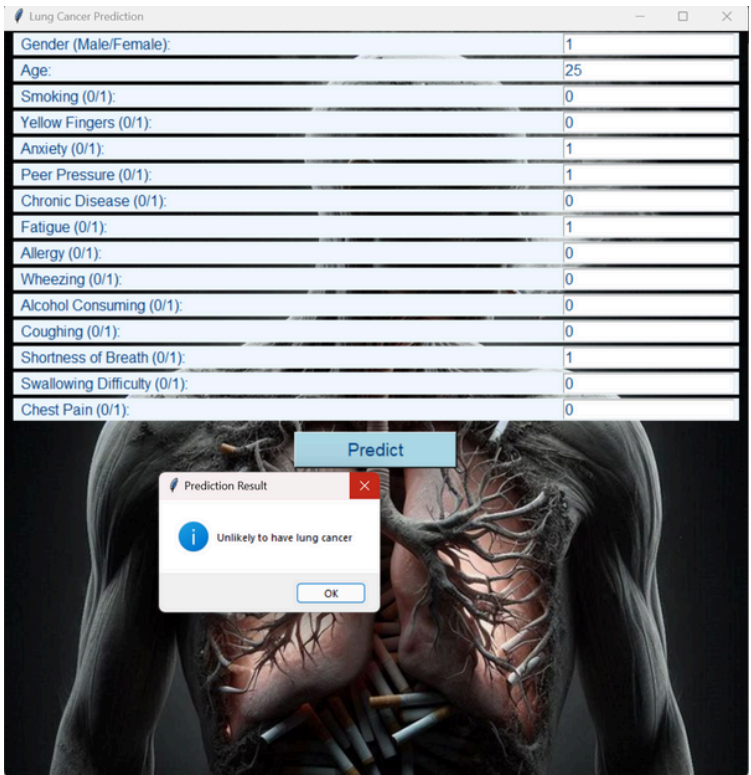 Lung Cancer Prediction
Gender (Male/Female): 1
Age: 25
Smoking (0/1): 0
Yellow Fingers (0/1): 0
Anxiety (0/1): 1
Peer Pressure (0/1): 1
Chronic Disease (0/1): 0
Fatigue (0/1): 1
Allergy (0/1): 0
Wheezing (0/1): 0
Alcohol Consuming (0/1): 0
Coughing (0/1): 0
Shortness of Breath (0/1): 1
Swallowing Difficulty (0/1): 0
Chest Pain (0/1): 0
Predict
Prediction Result
Unlikely to have lung cancer
OK